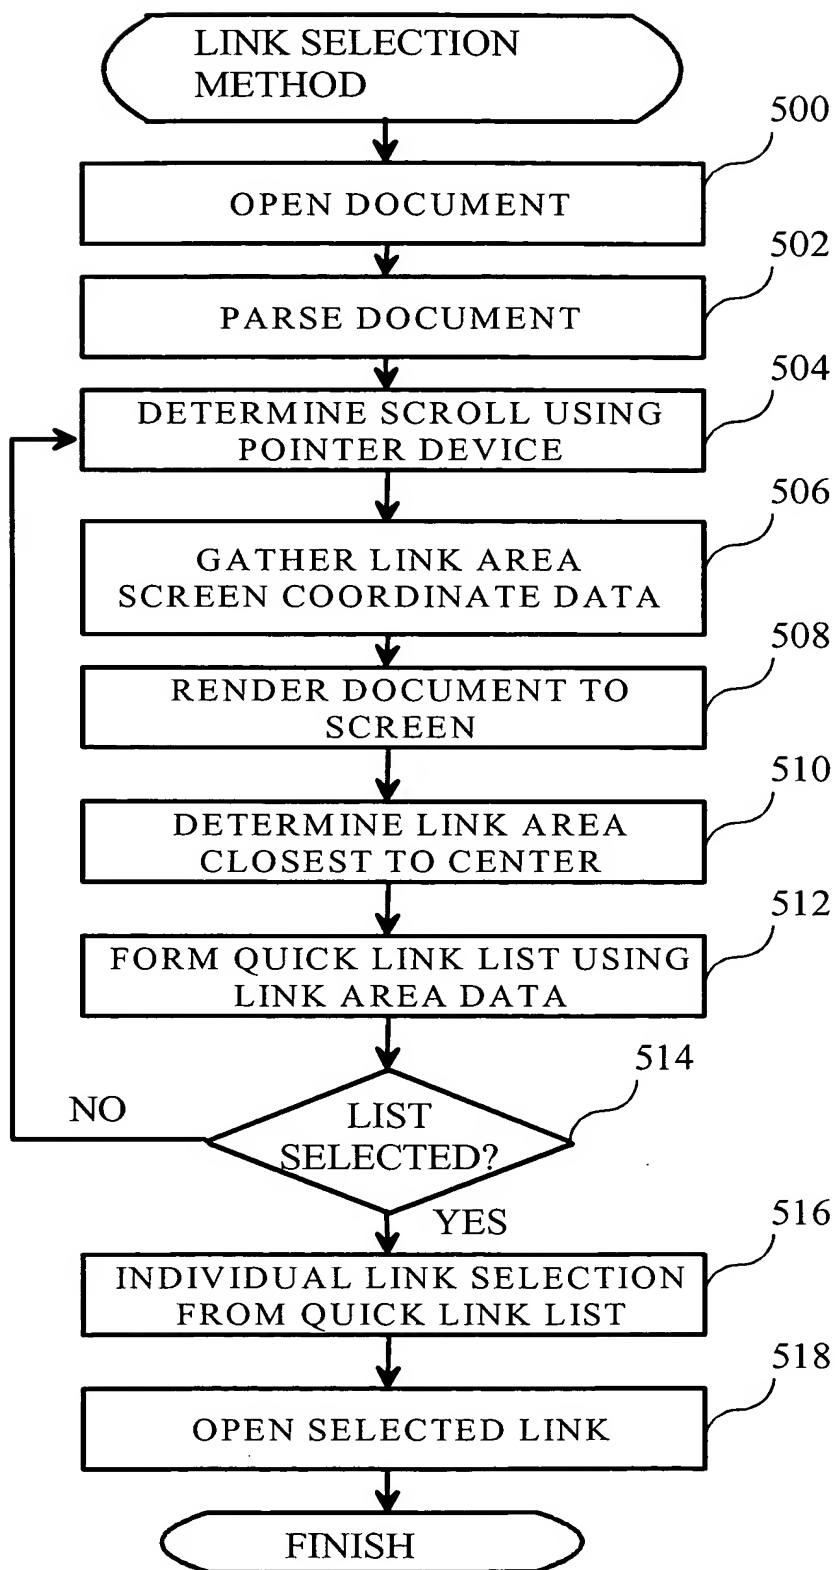 LINK SELECTION
METHOD
500
OPEN DOCUMENT
502
PARSE DOCUMENT
504
DETERMINE SCROLL USING
POINTER DEVICE
506
GATHER LINK AREA
SCREEN COORDINATE DATA
508
RENDER DOCUMENT TO
SCREEN
510
DETERMINE LINK AREA
CLOSEST TO CENTER
512
FORM QUICK LINK LIST USING
LINK AREA DATA
514
NO
LIST
SELECTED?
YES
516
INDIVIDUAL LINK SELECTION
FROM QUICK LINK LIST
518
OPEN SELECTED LINK
FINISH